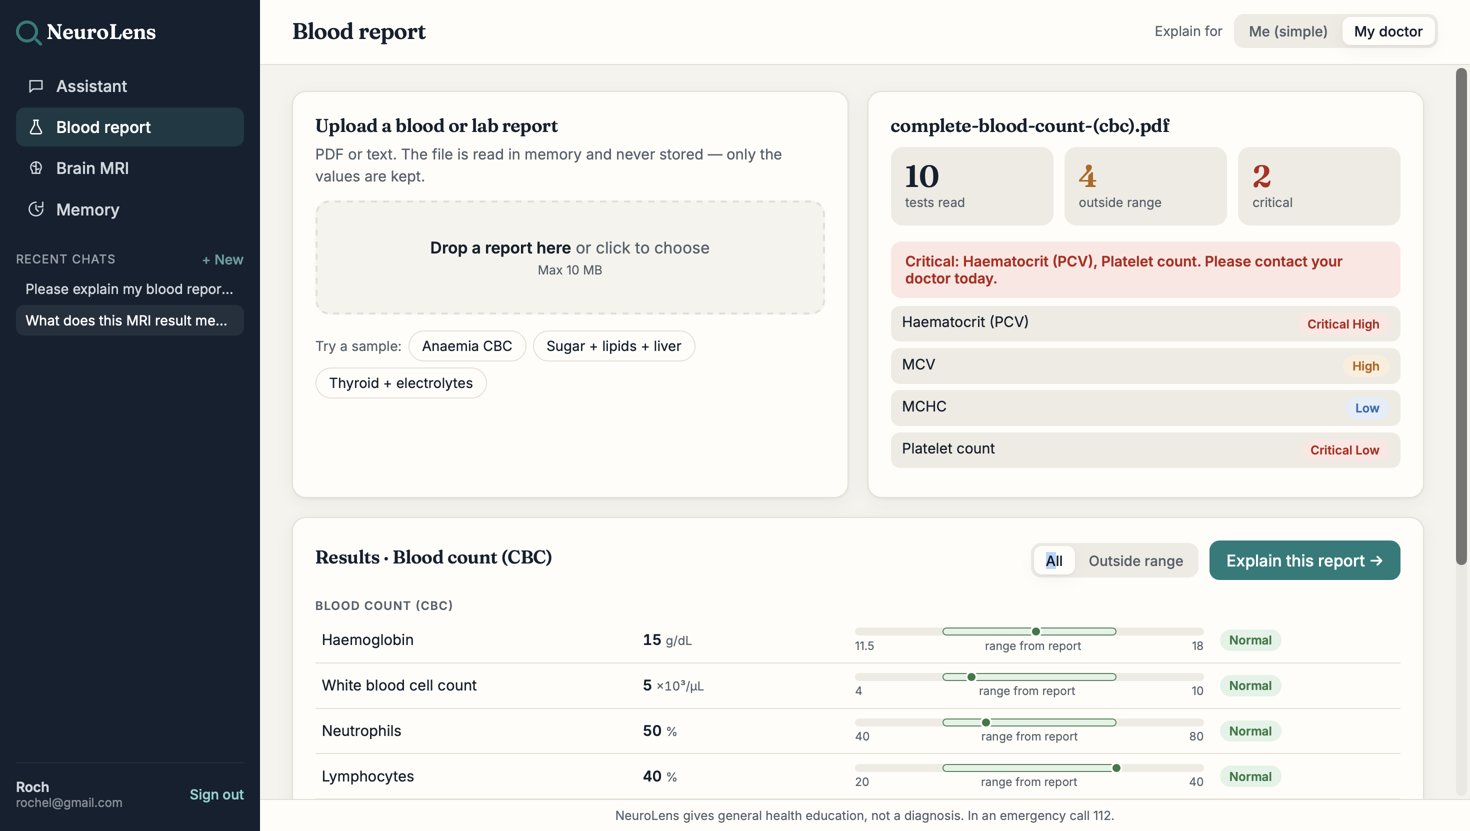 NeuroLens
Assistant
Blood report
Brain MRI
Memory
RECENT CHATS
+ New
Please explain my blood repor...
What does this MRI result me...
Roch
rochel@gmail.com
Sign out
Blood report
Explain for
Me (simple)
My doctor
Upload a blood or lab report
PDF or text. The file is read in memory and never stored — only the
values are kept.
Drop a report here or click to choose
Max 10 MB
Try a sample:
Anaemia CBC
Sugar + lipids + liver
Thyroid + electrolytes
complete-blood-count-(cbc).pdf
10
tests read
4
outside range
2
critical
Critical: Haematocrit (PCV), Platelet count. Please contact your
doctor today.
Haematocrit (PCV)
Critical High
MCV
High
MCHC
Low
Platelet count
Critical Low
Results · Blood count (CBC)
All
Outside range
Explain this report →
BLOOD COUNT (CBC)
Haemoglobin
15 g/dL
11.5
range from report
18
Normal
White blood cell count
5 ×10³/µL
4
range from report
10
Normal
Neutrophils
50 %
40
range from report
80
Normal
Lymphocytes
40 %
20
range from report
40
Normal
NeuroLens gives general health education, not a diagnosis. In an emergency call 112.